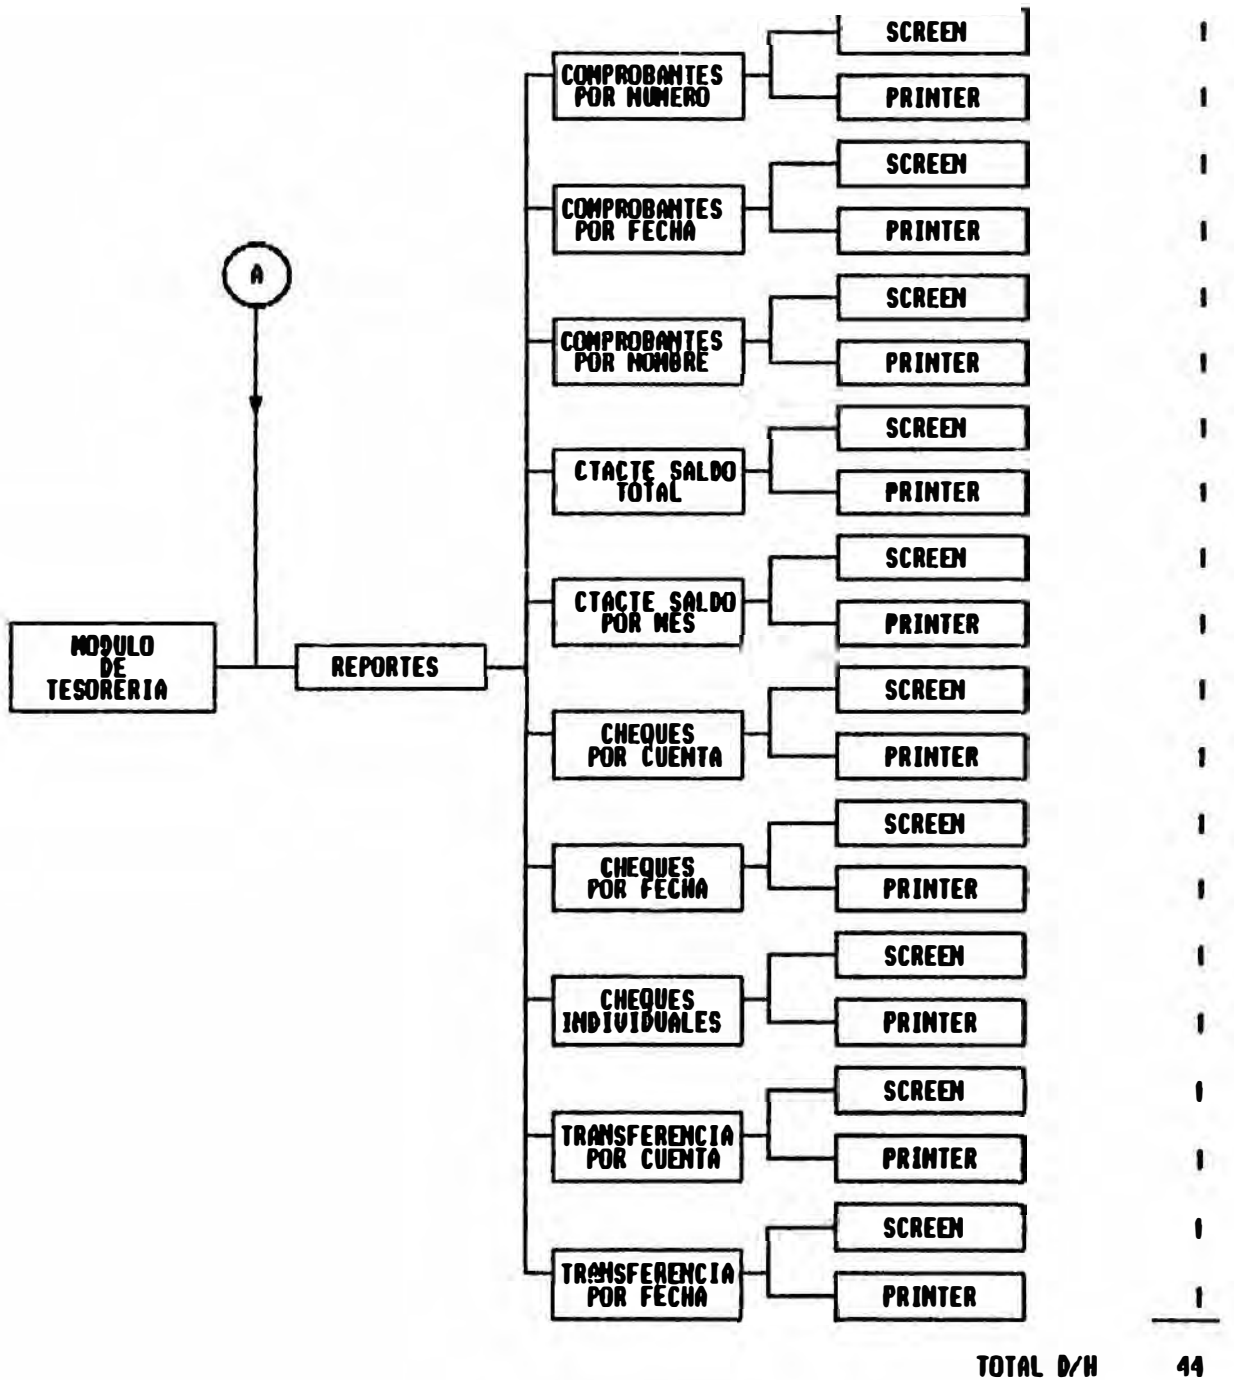 SCREEN 1
COMPROBANTES
POR NUMERO
PRINTER 1
SCREEN 1
COMPROBANTES
POR FECHA
PRINTER 1
A
SCREEN 1
COMPROBANTES
POR NOMBRE
PRINTER 1
SCREEN 1
CTACTE SALDO
TOTAL
PRINTER 1
SCREEN 1
CTACTE SALDO
POR MES
PRINTER 1
MODULO
DE
TESORERIA
REPORTES
SCREEN 1
CHEQUES
POR CUENTA
PRINTER 1
SCREEN 1
CHEQUES
POR FECHA
PRINTER 1
SCREEN 1
CHEQUES
INDIVIDUALES
PRINTER 1
SCREEN 1
TRANSFERENCIA
POR CUENTA
PRINTER 1
SCREEN 1
TRANSFERENCIA
POR FECHA
PRINTER 1
TOTAL D/H 44